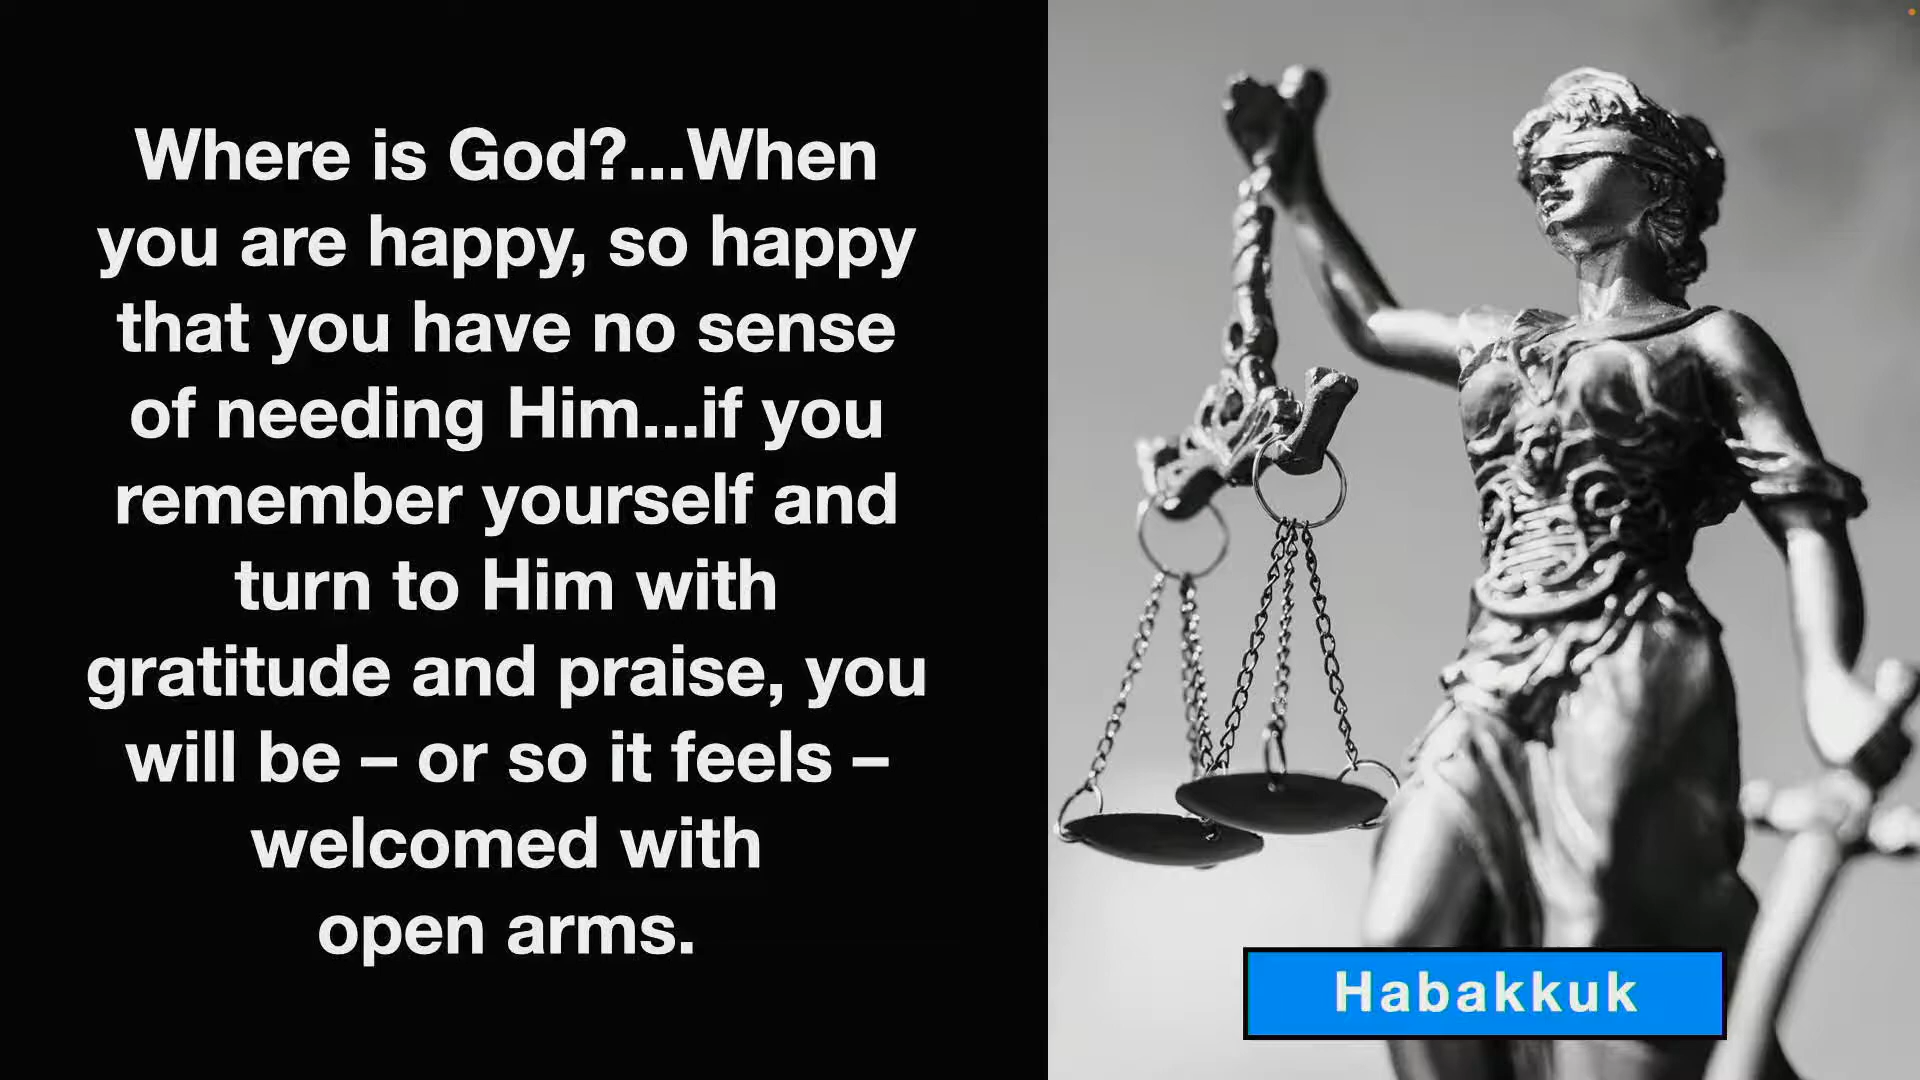 Where is God?...When
you are happy, so happy
that you have no sense
of needing Him...if you
remember yourself and
turn to Him with
gratitude and praise, you
will be – or so it feels –
welcomed with
open arms.
Habakkuk